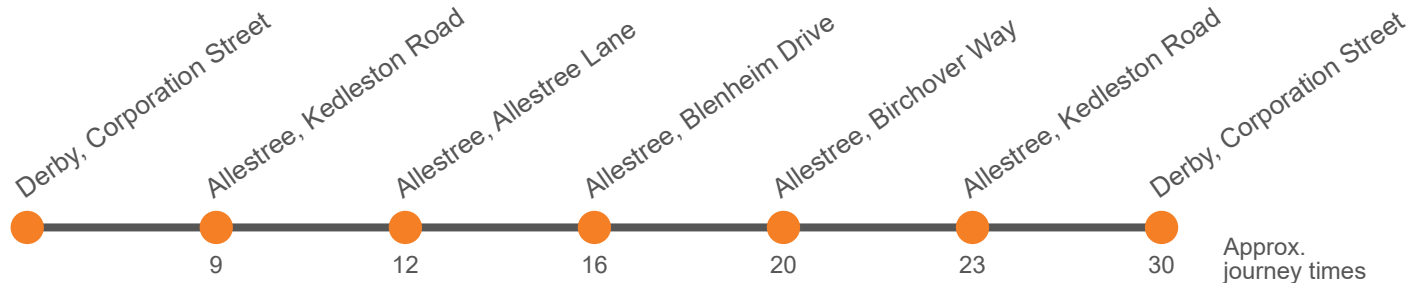 Derby, Corporation Street
Allestree, Kedleston Road
Allestree, Allestree Lane
Allestree, Blenheim Drive
Allestree, Birchover Way
Allestree, Kedleston Road
Derby, Corporation Street
9
12
16
20
23
30
Approx.
journey times